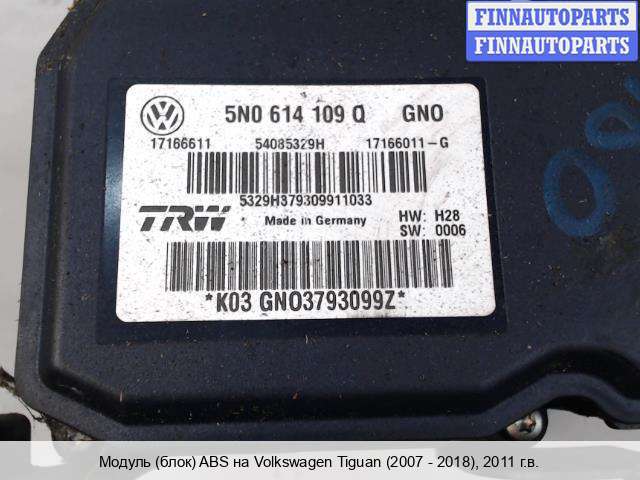 FINNAUTOPARTS
FINNAUTOPARTS
5N0 614 109 Q GNO
17166611 54085329H 17166011-G
5329H379309911033
TRW Made in Germany HW: H28
SW: 0006
*K03 GNO3793099Z*
Модуль (блок) ABS на Volkswagen Tiguan (2007 - 2018), 2011 г.в.